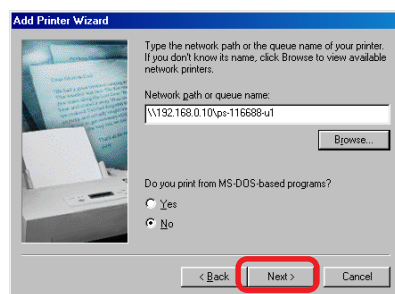 Add Printer Wizard
Type the network path or the queue name of your printer.
If you don't know its name, click Browse to view available
network printers.
Network path or queue name:
\\192.168.0.10\ps-116688-u1
Browse...
Do you print from MS-DOS-based programs?
Yes
No
< Back
Next >
Cancel